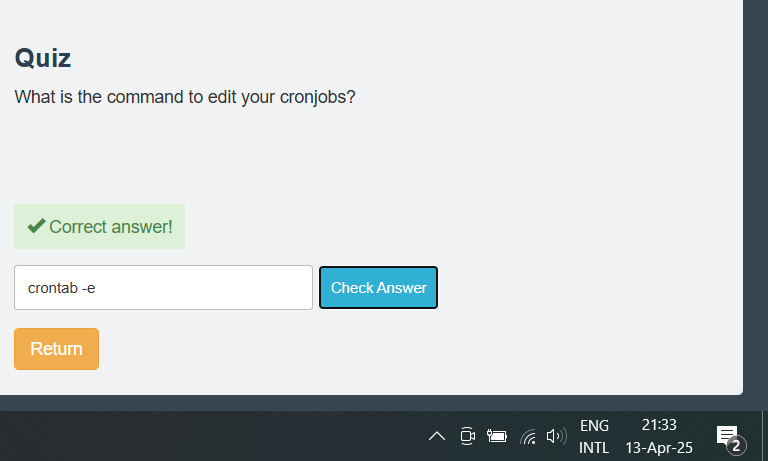 Quiz
What is the command to edit your cronjobs?
Correct answer!
crontab -e
Check Answer
Return
ENG
21:33
INTL
13-Apr-25
2